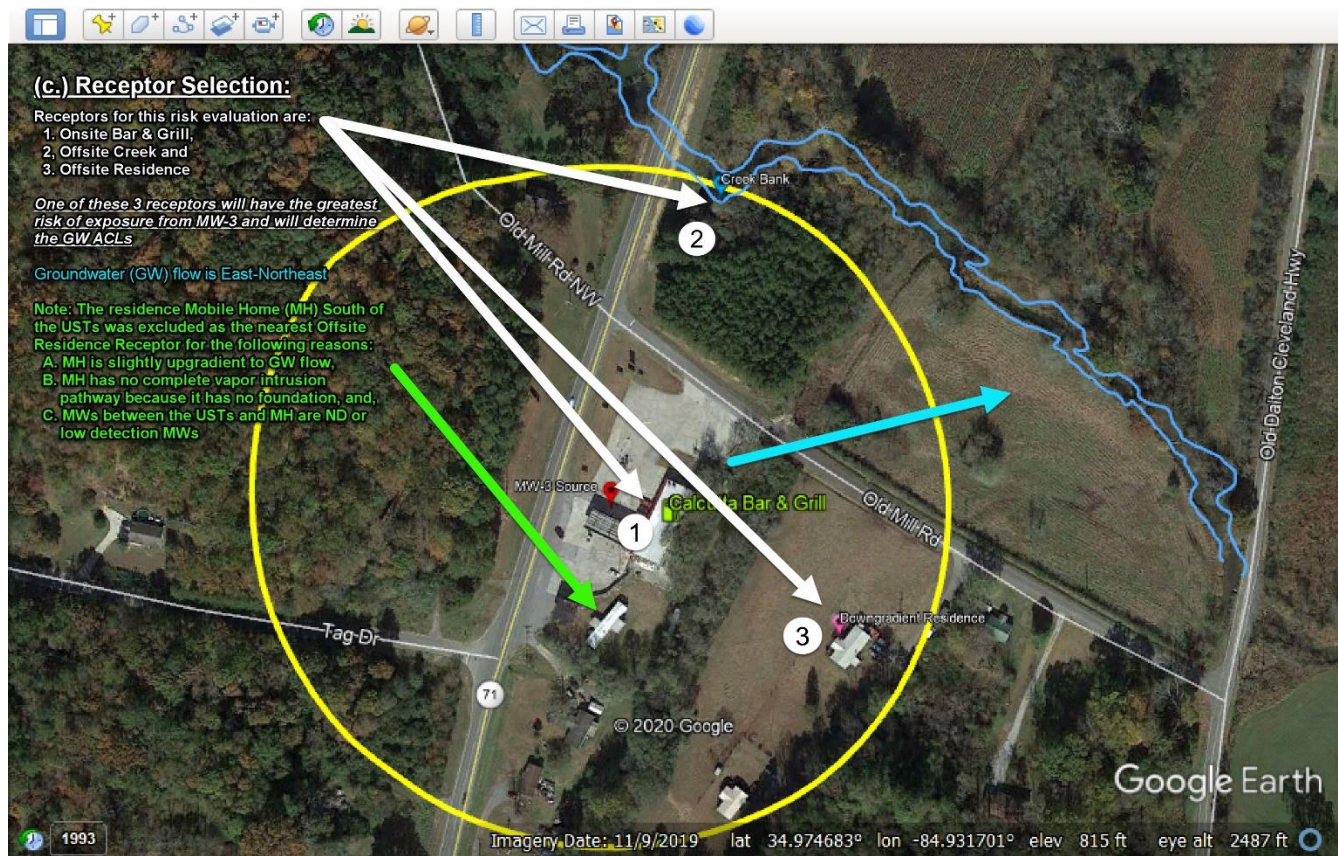 (c.) Receptor Selection:
Receptors for this risk evaluation are:
1. Onsite Bar & Grill,
2, Offsite Creek and
3. Offsite Residence
One of these 3 receptors will have the greatest
risk of exposure from MW-3 and will determine
the GW ACLs
Groundwater (GW) flow is East-Northeast
Note: The residence Mobile Home (MH) South of
the USTs was excluded as the nearest Offsite
Residence Receptor for the following reasons:
A. MH is slightly upgradient to GW flow,
B. MH has no complete vapor intrusion
pathway because it has no foundation, and,
C. MWs between the USTs and MH are ND or
low detection MWs
Creek Bank
2
Old Mill Rd NW
Old Dalton Cleveland Hwy
MW-3 Source
Calcutta Bar & Grill
1
Old Mill Rd
Downgradient Residence
3
Tag Dr
71
© 2020 Google
Google Earth
1993
Imagery Date: 11/9/2019 lat 34.974683° lon -84.931701° elev 815 ft eye alt 2487 ft